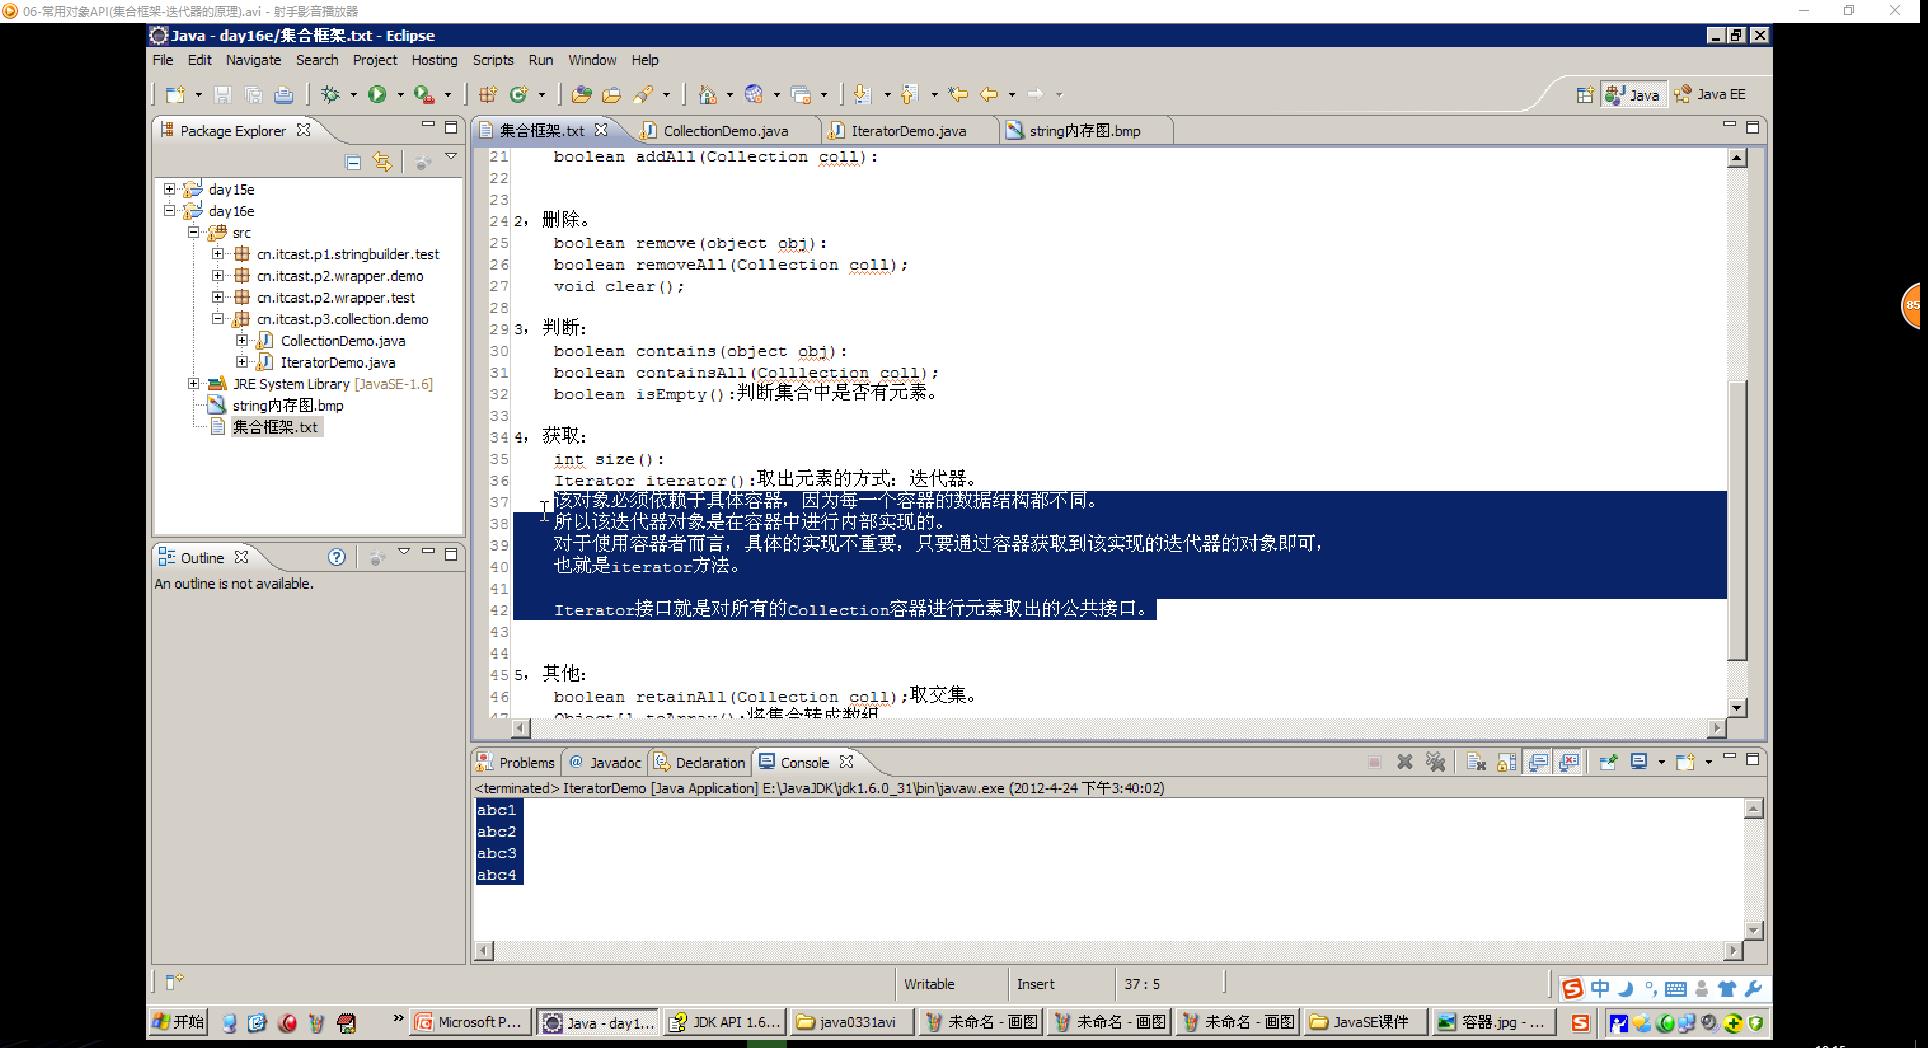 06-常用对象API(集合框架-迭代器的原理).avi - 射手影音播放器
Java - day16e/集合框架.txt - Eclipse
File Edit Navigate Search Project Hosting Scripts Run Window Help
Java Java EE
Package Explorer
集合框架.txt CollectionDemo.java IteratorDemo.java string内存图.bmp
day15e
day16e
src
cn.itcast.p1.stringbuilder.test
cn.itcast.p2.wrapper.demo
cn.itcast.p2.wrapper.test
cn.itcast.p3.collection.demo
CollectionDemo.java
IteratorDemo.java
JRE System Library [JavaSE-1.6]
string内存图.bmp
集合框架.txt
Outline
An outline is not available.
21 boolean addAll(Collection coll):
22
23
24 2，删除。
25 boolean remove(object obj):
26 boolean removeAll(Collection coll);
27 void clear();
28
29 3，判断:
30 boolean contains(object obj):
31 boolean containsAll(Colllection coll);
32 boolean isEmpty():判断集合中是否有元素。
33
34 4，获取:
35 int size():
36 Iterator iterator():取出元素的方式：迭代器。
37 该对象必须依赖于具体容器，因为每一个容器的数据结构都不同。
38 所以该迭代器对象是在容器中进行内部实现的。
39 对于使用容器者而言，具体的实现不重要，只要通过容器获取到该实现的迭代器的对象即可，
40 也就是iterator方法。
41
42 Iterator接口就是对所有的Collection容器进行元素取出的公共接口。
43
44
45 5，其他:
46 boolean retainAll(Collection coll);取交集。
47 Object[] toArray():将集合转成数组
Problems Javadoc Declaration Console
<terminated> IteratorDemo [Java Application] E:\JavaJDK\jdk1.6.0_31\bin\javaw.exe (2012-4-24 下午3:40:02)
abc1
abc2
abc3
abc4
Writable Insert 37 : 5
中
开始 Microsoft P... Java - day1... JDK API 1.6... java0331avi 未命名 - 画图 未命名 - 画图 未命名 - 画图 JavaSE课件 容器.jpg - ...
85